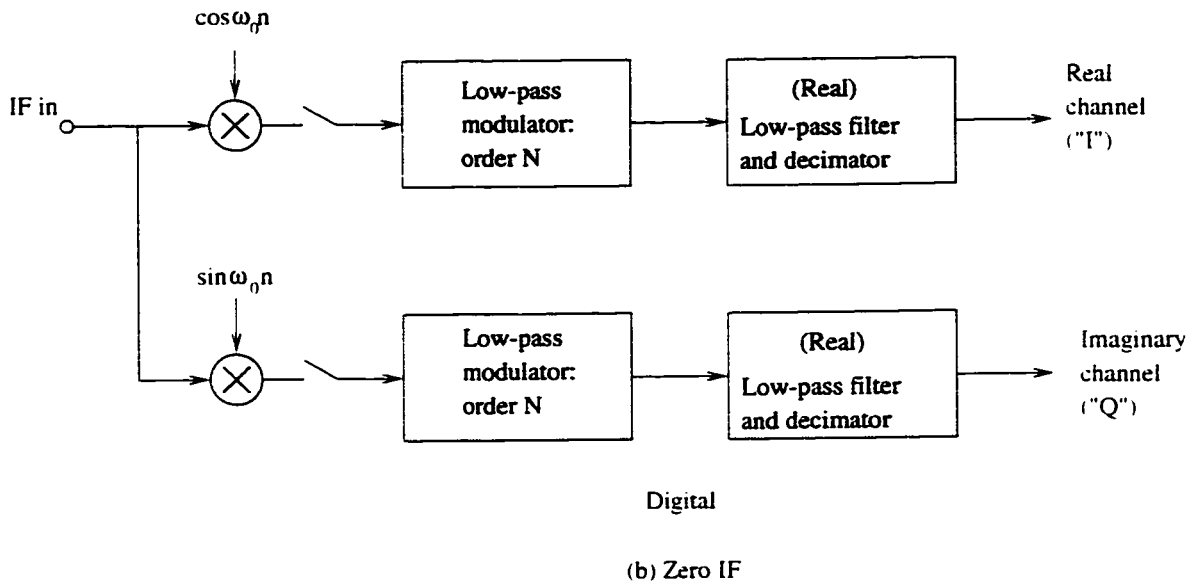 cosω₀n
IF in
Low-pass
modulator:
order N
(Real)
Low-pass filter
and decimator
Real
channel
("I")
sinω₀n
Low-pass
modulator:
order N
(Real)
Low-pass filter
and decimator
Imaginary
channel
("Q")
Digital
(b) Zero IF